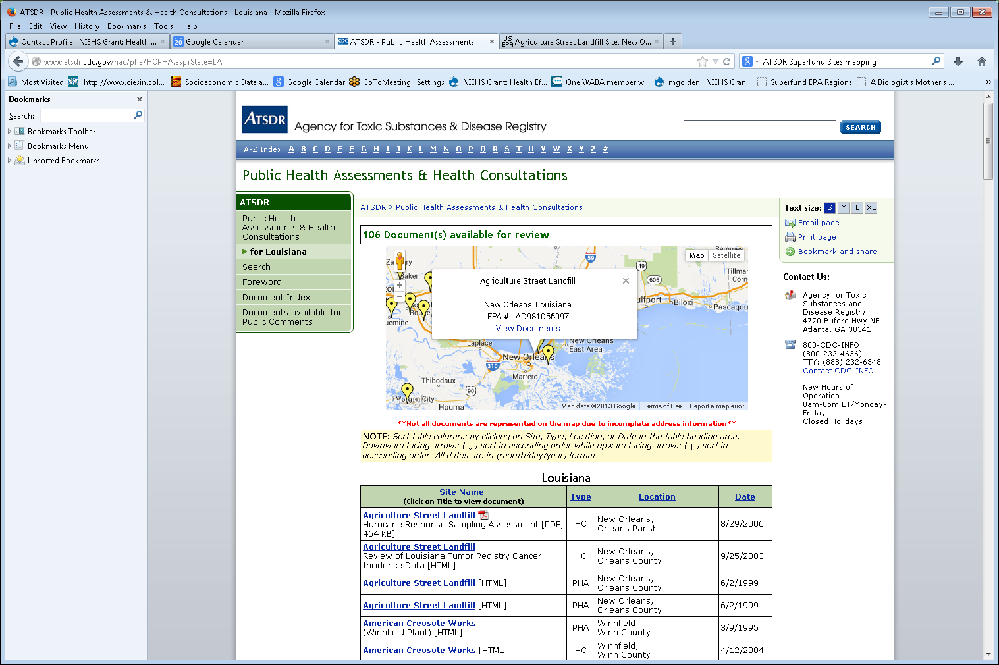 ATSDR - Public Health Assessments & Health Consultations - Louisiana - Mozilla Firefox
File Edit View History Bookmarks Tools Help
Contact Profile | NIEHS Grant: Health ...
20 Google Calendar
CDC ATSDR - Public Health Assessments ...
US EPA Agriculture Street Landfill Site, New O...
www.atsdr.cdc.gov/hac/pha/HCPHA.asp?State=LA
8 ATSDR Superfund Sites mapping
Most Visited http://www.ciesin.col... Socioeconomic Data a... 8 Google Calendar GoToMeeting : Settings NIEHS Grant: Health Ef... One WABA member w... mgolden | NIEHS Gran... Superfund EPA Regions A Biologist's Mother's ... »
Bookmarks
Search:
Bookmarks Toolbar
Bookmarks Menu
Unsorted Bookmarks
ATSDR Agency for Toxic Substances & Disease Registry
SEARCH
A-Z Index A B C D E F G H I J K L M N O P Q R S T U V W X Y Z #
Public Health Assessments & Health Consultations
ATSDR
Public Health
Assessments & Health
Consultations
for Louisiana
Search
Foreword
Document Index
Documents available for
Public Comments
ATSDR > Public Health Assessments & Health Consultations
106 Document(s) available for review
Map Satellite
Baker
59
49
605
Tillmar
Corn
Agriculture Street Landfill
New Orleans, Louisiana
EPA # LAD981056997
View Documents
ulfport
Biloxi
Pascagou
uemine
Laplace
New Orleans
East Area
New Orleans
310
Marrero
Thibodaux
90
Morgan City
Houma
Map data ©2013 Google Terms of Use Report a map error
**Not all documents are represented on the map due to incomplete address information**
NOTE: Sort table columns by clicking on Site, Type, Location, or Date in the table heading area.
Downward facing arrows ( ↓ ) sort in ascending order while upward facing arrows ( ↑ ) sort in
descending order. All dates are in (month/day/year) format.
Louisiana
Site Name
(Click on Title to view document)
Type
Location
Date
Agriculture Street Landfill
Hurricane Response Sampling Assessment [PDF,
464 KB]
HC
New Orleans,
Orleans Parish
8/29/2006
Agriculture Street Landfill
Review of Louisiana Tumor Registry Cancer
Incidence Data [HTML]
HC
New Orleans,
Orleans County
9/25/2003
Agriculture Street Landfill [HTML]
PHA
New Orleans,
Orleans County
6/2/1999
Agriculture Street Landfill [HTML]
PHA
New Orleans,
Orleans County
6/2/1999
American Creosote Works
(Winnfield Plant) [HTML]
PHA
Winnfield,
Winn County
3/9/1995
American Creosote Works [HTML]
HC
Winnfield,
Winn County
4/12/2004
Text size: S M L XL
Email page
Print page
Bookmark and share
Contact Us:
Agency for Toxic
Substances and
Disease Registry
4770 Buford Hwy NE
Atlanta, GA 30341
800-CDC-INFO
(800-232-4636)
TTY: (888) 232-6348
Contact CDC-INFO
New Hours of
Operation
8am-8pm ET/Monday-
Friday
Closed Holidays